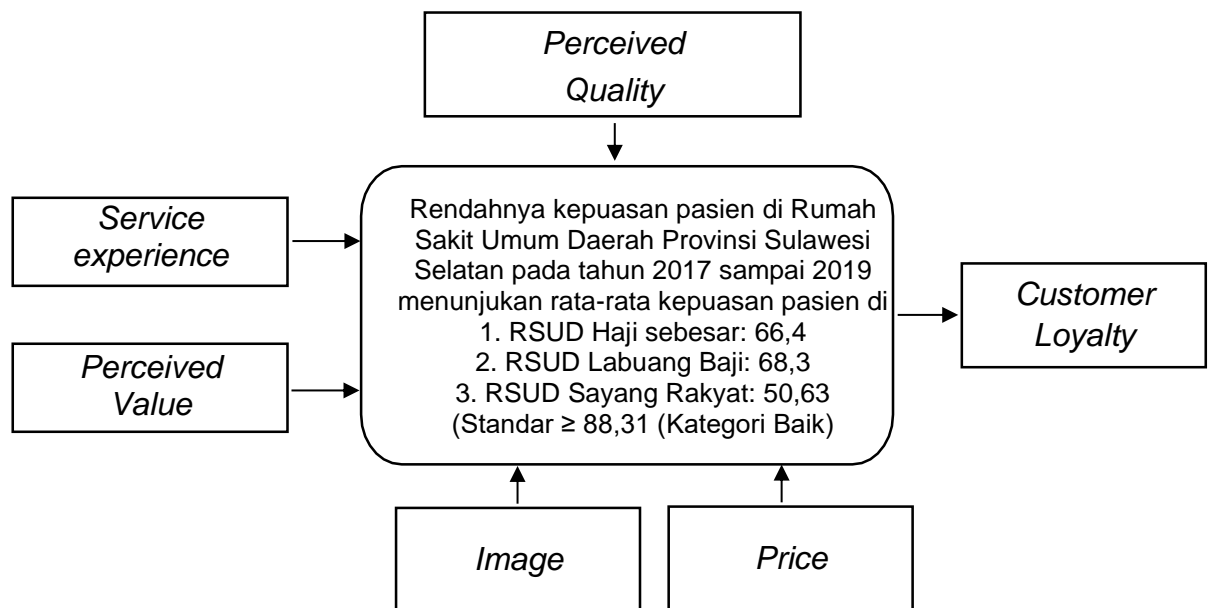 Perceived
Quality
Service
experience
Perceived
Value
Rendahnya kepuasan pasien di Rumah
Sakit Umum Daerah Provinsi Sulawesi
Selatan pada tahun 2017 sampai 2019
menunjukan rata-rata kepuasan pasien di
1. RSUD Haji sebesar: 66,4
2. RSUD Labuang Baji: 68,3
3. RSUD Sayang Rakyat: 50,63
(Standar ≥ 88,31 (Kategori Baik)
Customer
Loyalty
Image
Price